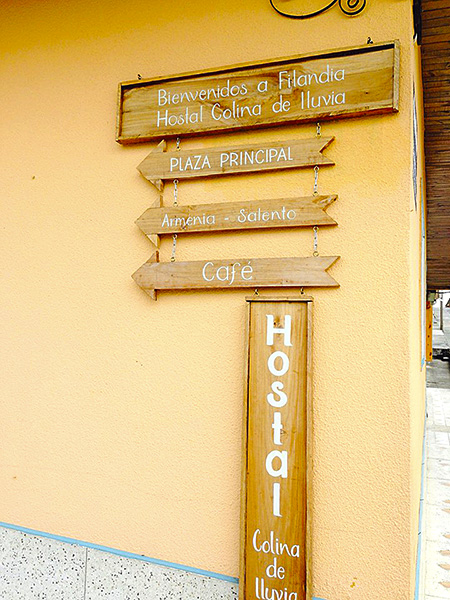 Bienvenidos a Filandia
Hostal Colina de lluvia
PLAZA PRINCIPAL
Armenia - Salento
Café
Hostal
Colina
de
lluvia